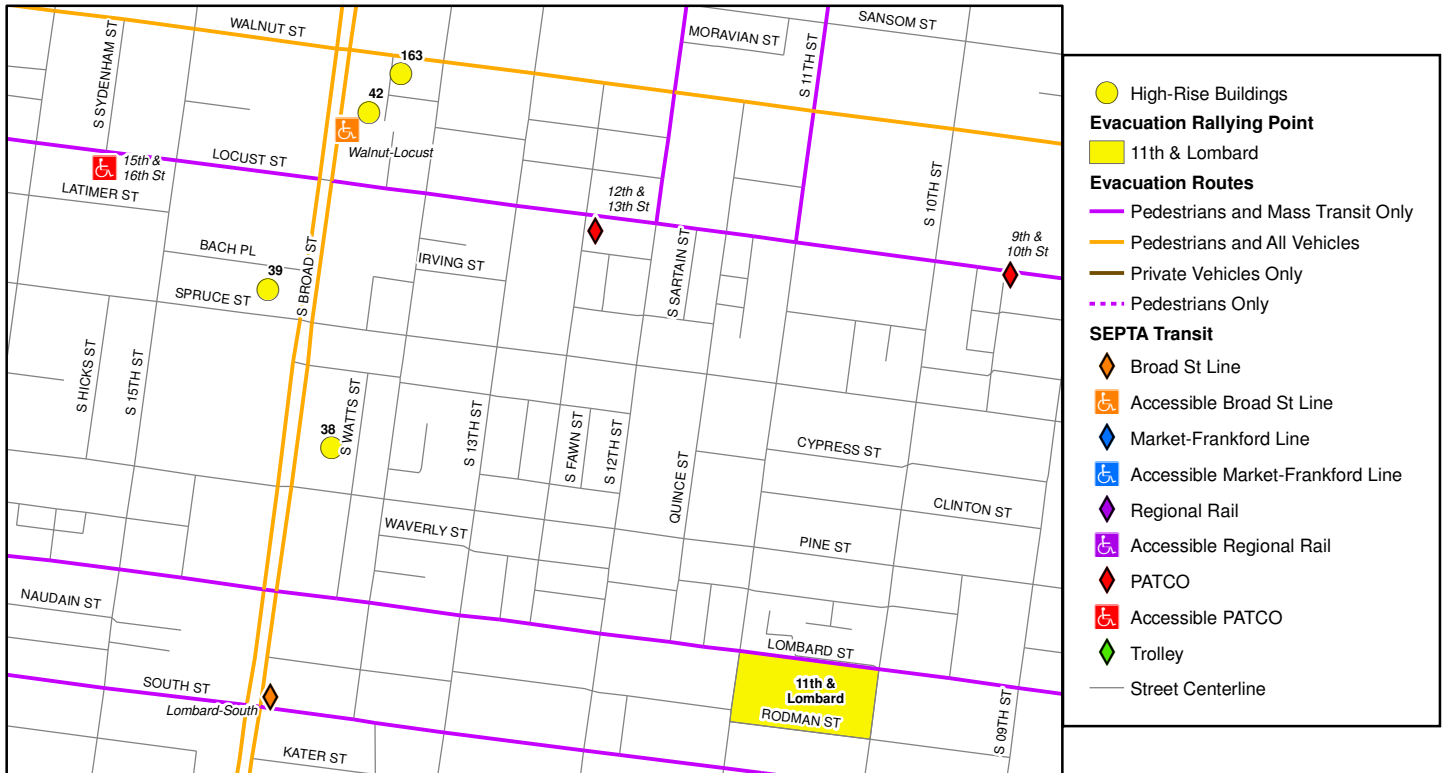 WALNUT ST
SANSOM ST
MORAVIAN ST
S SYDENHAM ST
S 11TH ST
163
42
Walnut-Locust
LOCUST ST
15th &
16th St
LATIMER ST
12th &
13th St
S 10TH ST
9th &
10th St
BACH PL
S BROAD ST
IRVING ST
S SARTAIN ST
39
SPRUCE ST
S HICKS ST
S 15TH ST
S WATTS ST
38
S 13TH ST
S FAWN ST
S 12TH ST
QUINCE ST
CYPRESS ST
CLINTON ST
WAVERLY ST
PINE ST
NAUDAIN ST
LOMBARD ST
11th &
Lombard
RODMAN ST
S 09TH ST
SOUTH ST
Lombard-South
KATER ST
High-Rise Buildings
Evacuation Rallying Point
11th & Lombard
Evacuation Routes
Pedestrians and Mass Transit Only
Pedestrians and All Vehicles
Private Vehicles Only
Pedestrians Only
SEPTA Transit
Broad St Line
Accessible Broad St Line
Market-Frankford Line
Accessible Market-Frankford Line
Regional Rail
Accessible Regional Rail
PATCO
Accessible PATCO
Trolley
Street Centerline